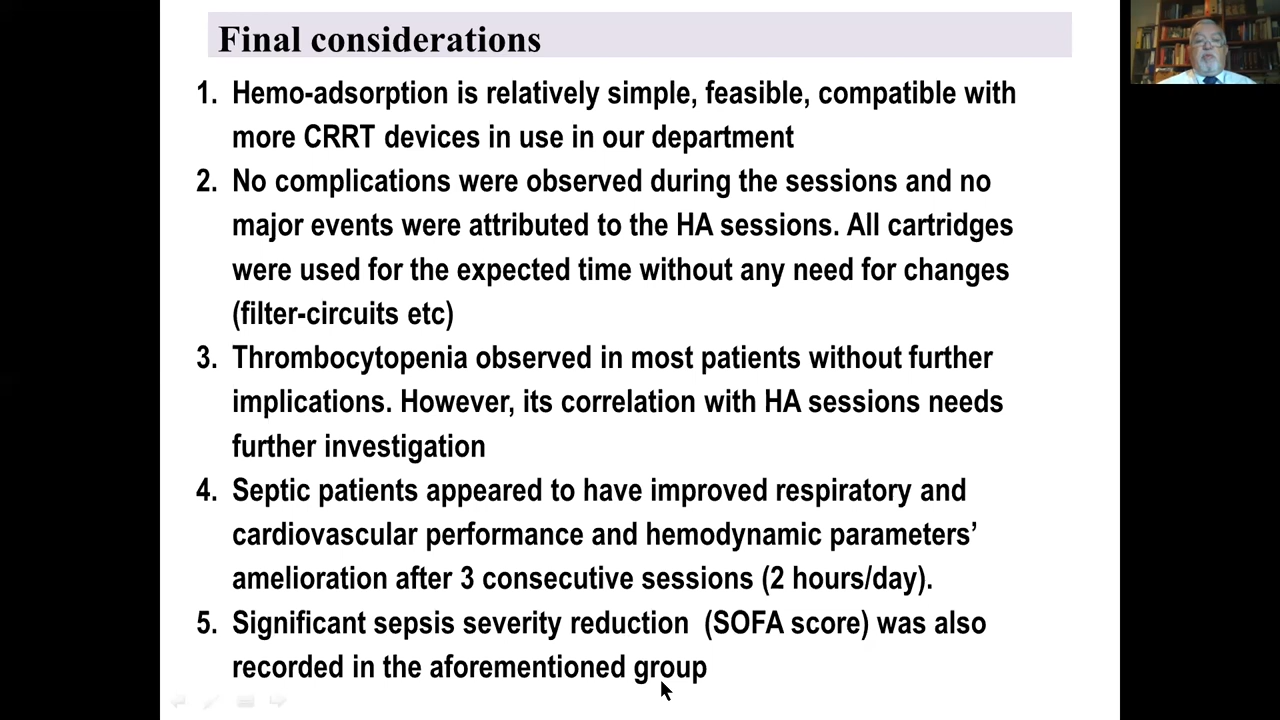 Final considerations
1. Hemo-adsorption is relatively simple, feasible, compatible with
more CRRT devices in use in our department
2. No complications were observed during the sessions and no
major events were attributed to the HA sessions. All cartridges
were used for the expected time without any need for changes
(filter-circuits etc)
3. Thrombocytopenia observed in most patients without further
implications. However, its correlation with HA sessions needs
further investigation
4. Septic patients appeared to have improved respiratory and
cardiovascular performance and hemodynamic parameters’
amelioration after 3 consecutive sessions (2 hours/day).
5. Significant sepsis severity reduction (SOFA score) was also
recorded in the aforementioned group